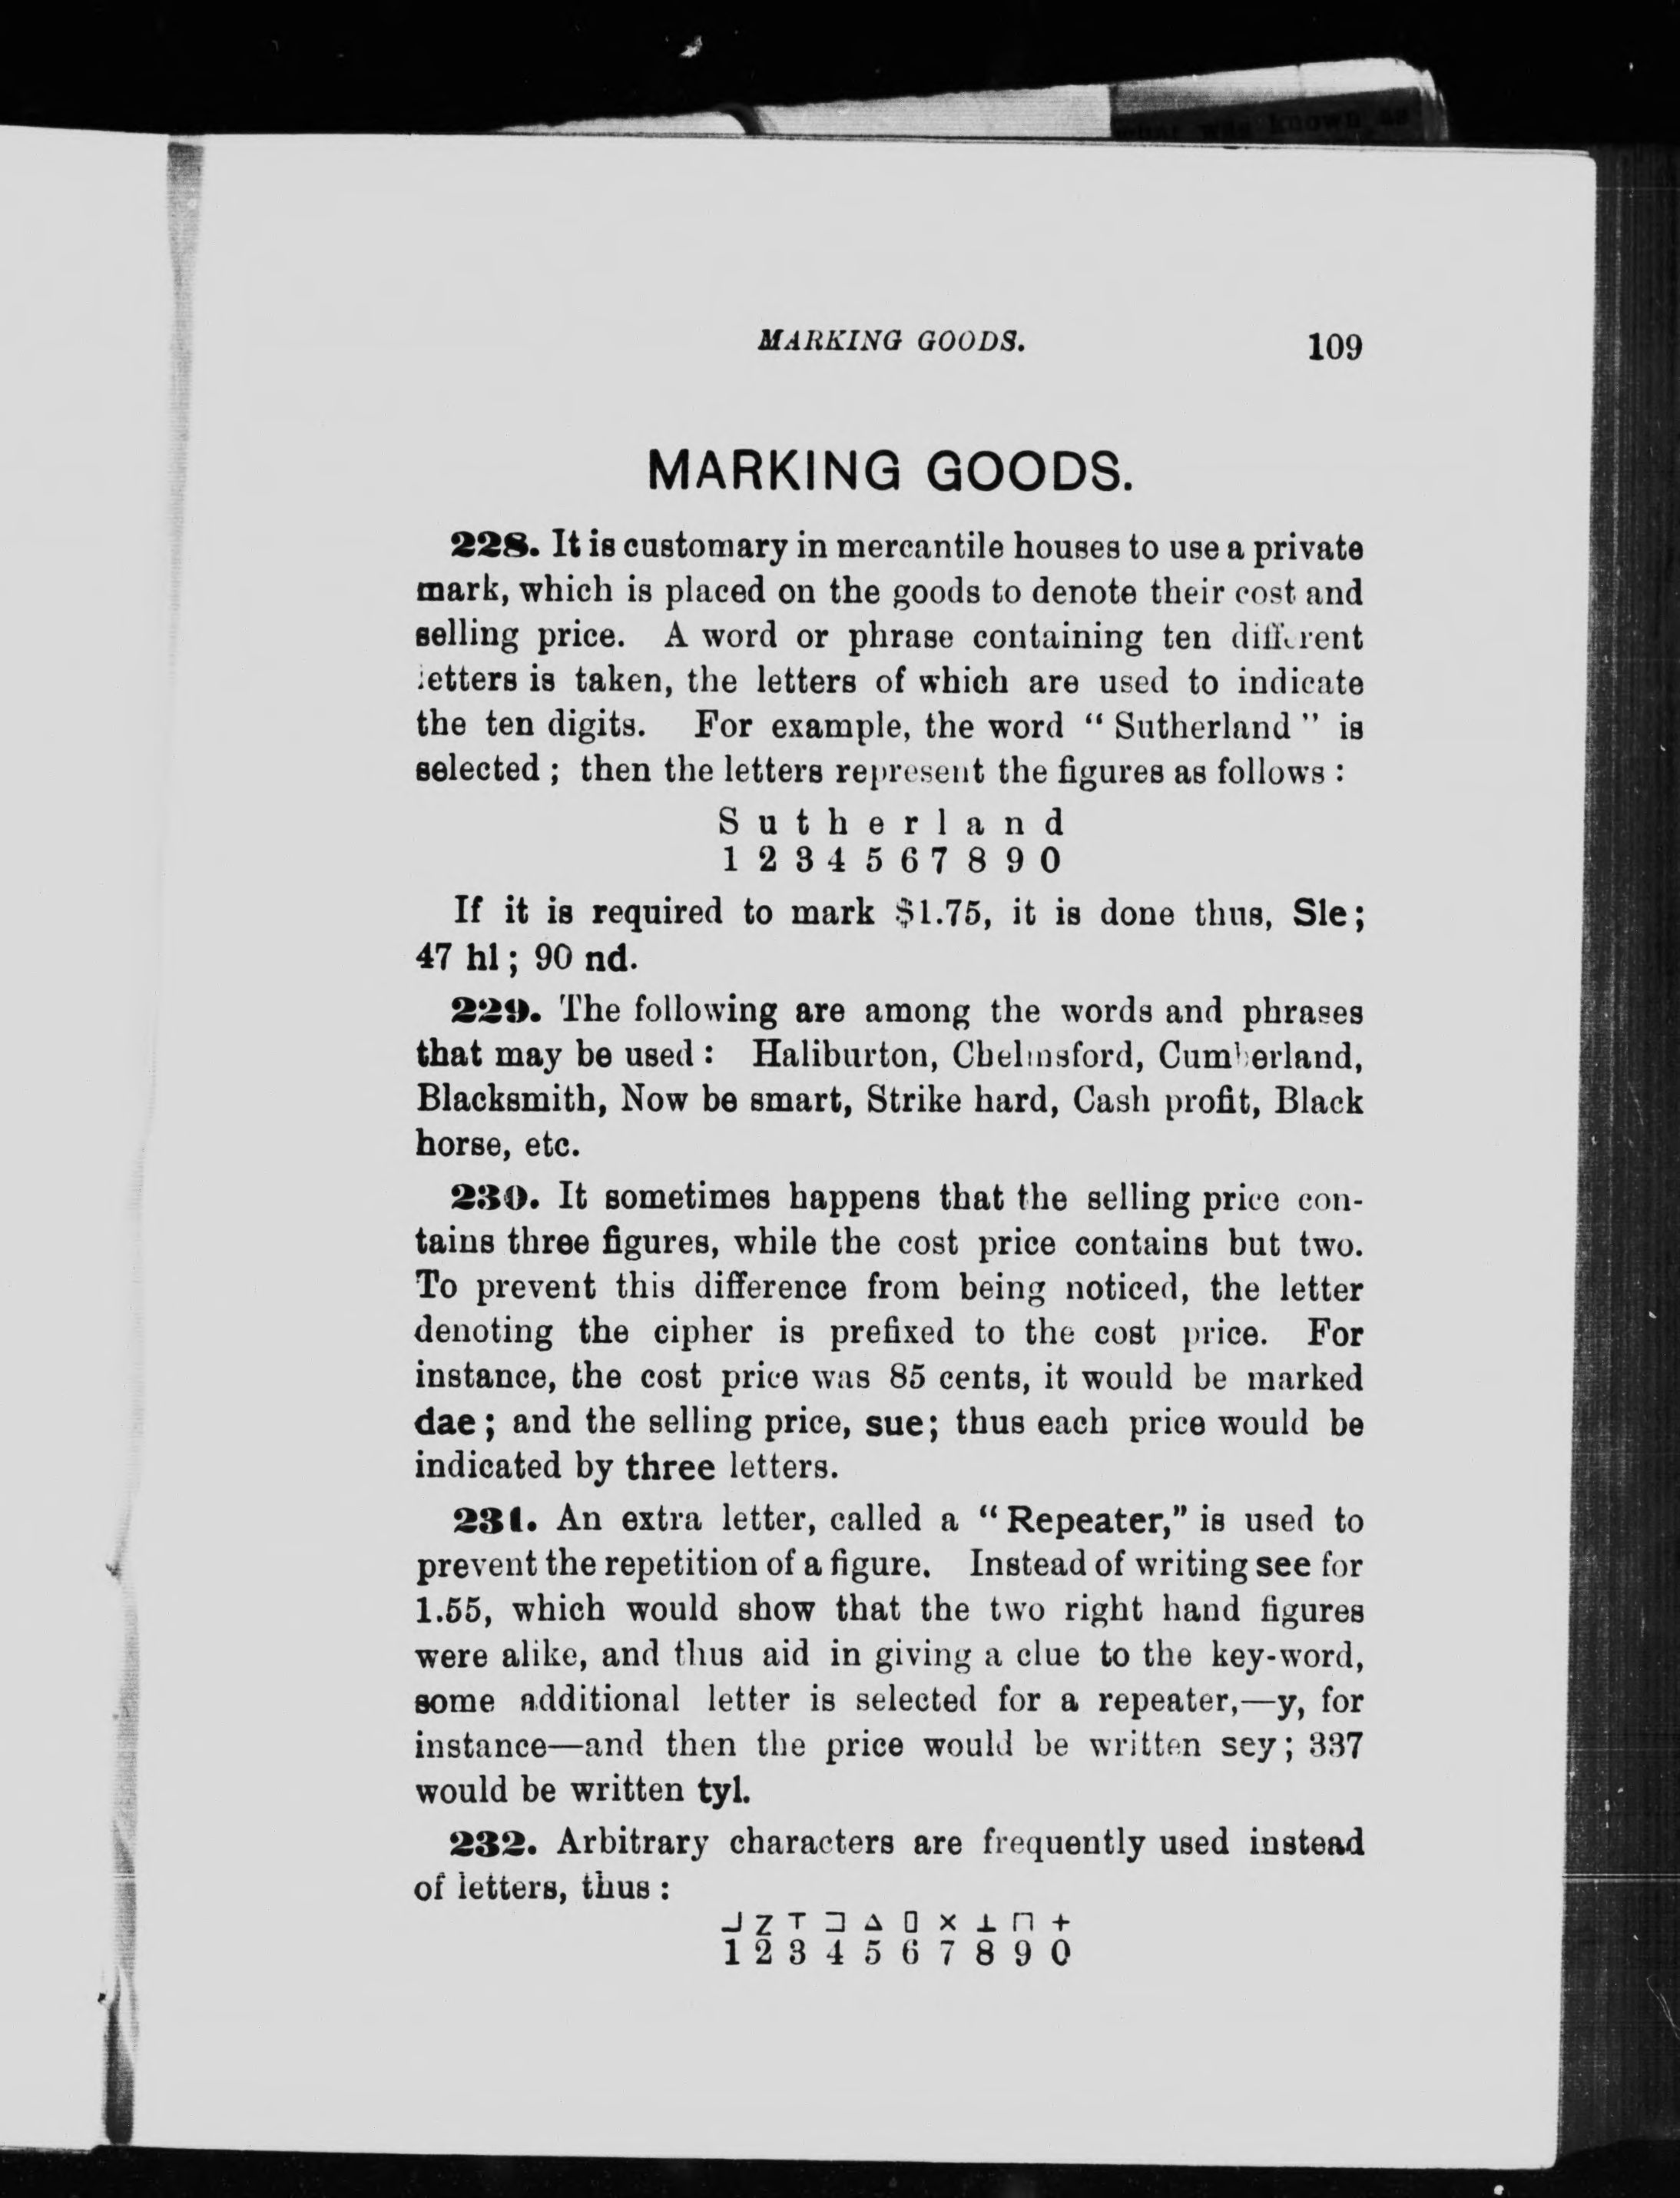 what was known as
MARKING GOODS. 109
MARKING GOODS.
228. It is customary in mercantile houses to use a private
mark, which is placed on the goods to denote their cost and
selling price. A word or phrase containing ten different
letters is taken, the letters of which are used to indicate
the ten digits. For example, the word “ Sutherland ” is
selected ; then the letters represent the figures as follows :
S u t h e r l a n d
1 2 3 4 5 6 7 8 9 0
If it is required to mark $1.75, it is done thus, Sle;
47 hl ; 90 nd.
229. The following are among the words and phrases
that may be used : Haliburton, Chelmsford, Cumberland,
Blacksmith, Now be smart, Strike hard, Cash profit, Black
horse, etc.
230. It sometimes happens that the selling price con-
tains three figures, while the cost price contains but two.
To prevent this difference from being noticed, the letter
denoting the cipher is prefixed to the cost price. For
instance, the cost price was 85 cents, it would be marked
dae ; and the selling price, sue; thus each price would be
indicated by three letters.
231. An extra letter, called a “Repeater,” is used to
prevent the repetition of a figure. Instead of writing see for
1.55, which would show that the two right hand figures
were alike, and thus aid in giving a clue to the key-word,
some additional letter is selected for a repeater,—y, for
instance—and then the price would be written sey; 337
would be written tyl.
232. Arbitrary characters are frequently used instead
of letters, thus :
┘ Z T ⊐ △ ▯ × ⊥ ⊓ +
1 2 3 4 5 6 7 8 9 0